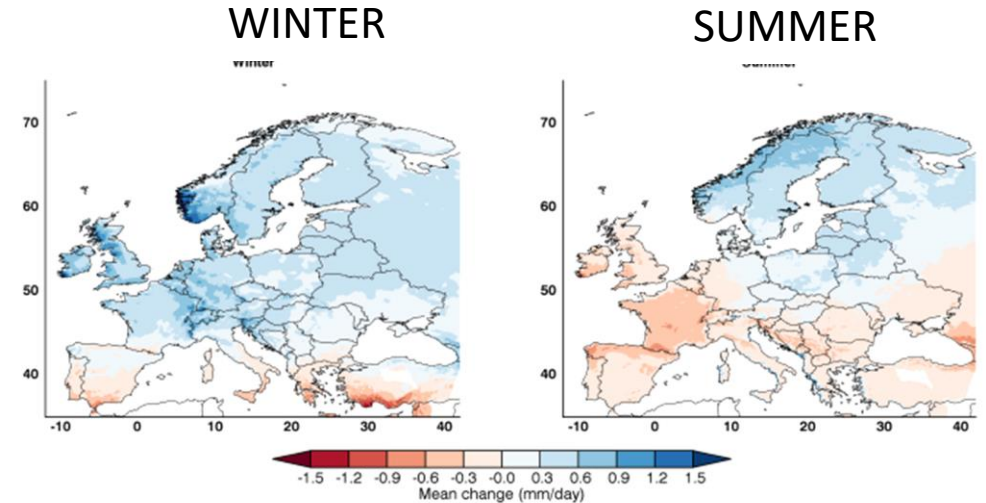 WINTER SUMMER
Winter Summer
70 70
60 60
50 50
40 40
-10 0 10 20 30 40 -10 0 10 20 30 40
-1.5 -1.2 -0.9 -0.6 -0.3 -0.0 0.3 0.6 0.9 1.2 1.5
Mean change (mm/day)